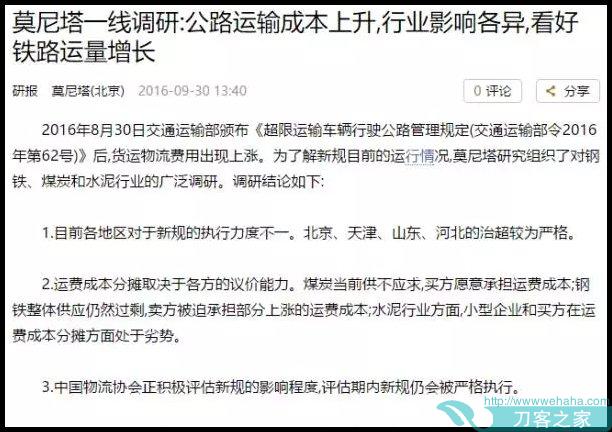 莫尼塔一线调研:公路运输成本上升,行业影响各异,看好
铁路运量增长
研报 莫尼塔(北京) 2016-09-30 13:40 0 评论 分享
2016年8月30日交通运输部颁布《超限运输车辆行驶公路管理规定(交通运输部令2016
年第62号)》后,货运物流费用出现上涨。为了解新规目前的运行情况,莫尼塔研究组织了对钢
铁、煤炭和水泥行业的广泛调研。调研结论如下:
1.目前各地区对于新规的执行力度不一。北京、天津、山东、河北的治超较为严格。
2.运费成本分摊取决于各方的议价能力。煤炭当前供不应求,买方愿意承担运费成本;钢
铁整体供应仍然过剩,卖方被迫承担部分上涨的运费成本;水泥行业方面,小型企业和买方在运
费成本分摊方面处于劣势。
3.中国物流协会正积极评估新规的影响程度,评估期内新规仍会被严格执行。
http://www.wehaha.com
刀客之家